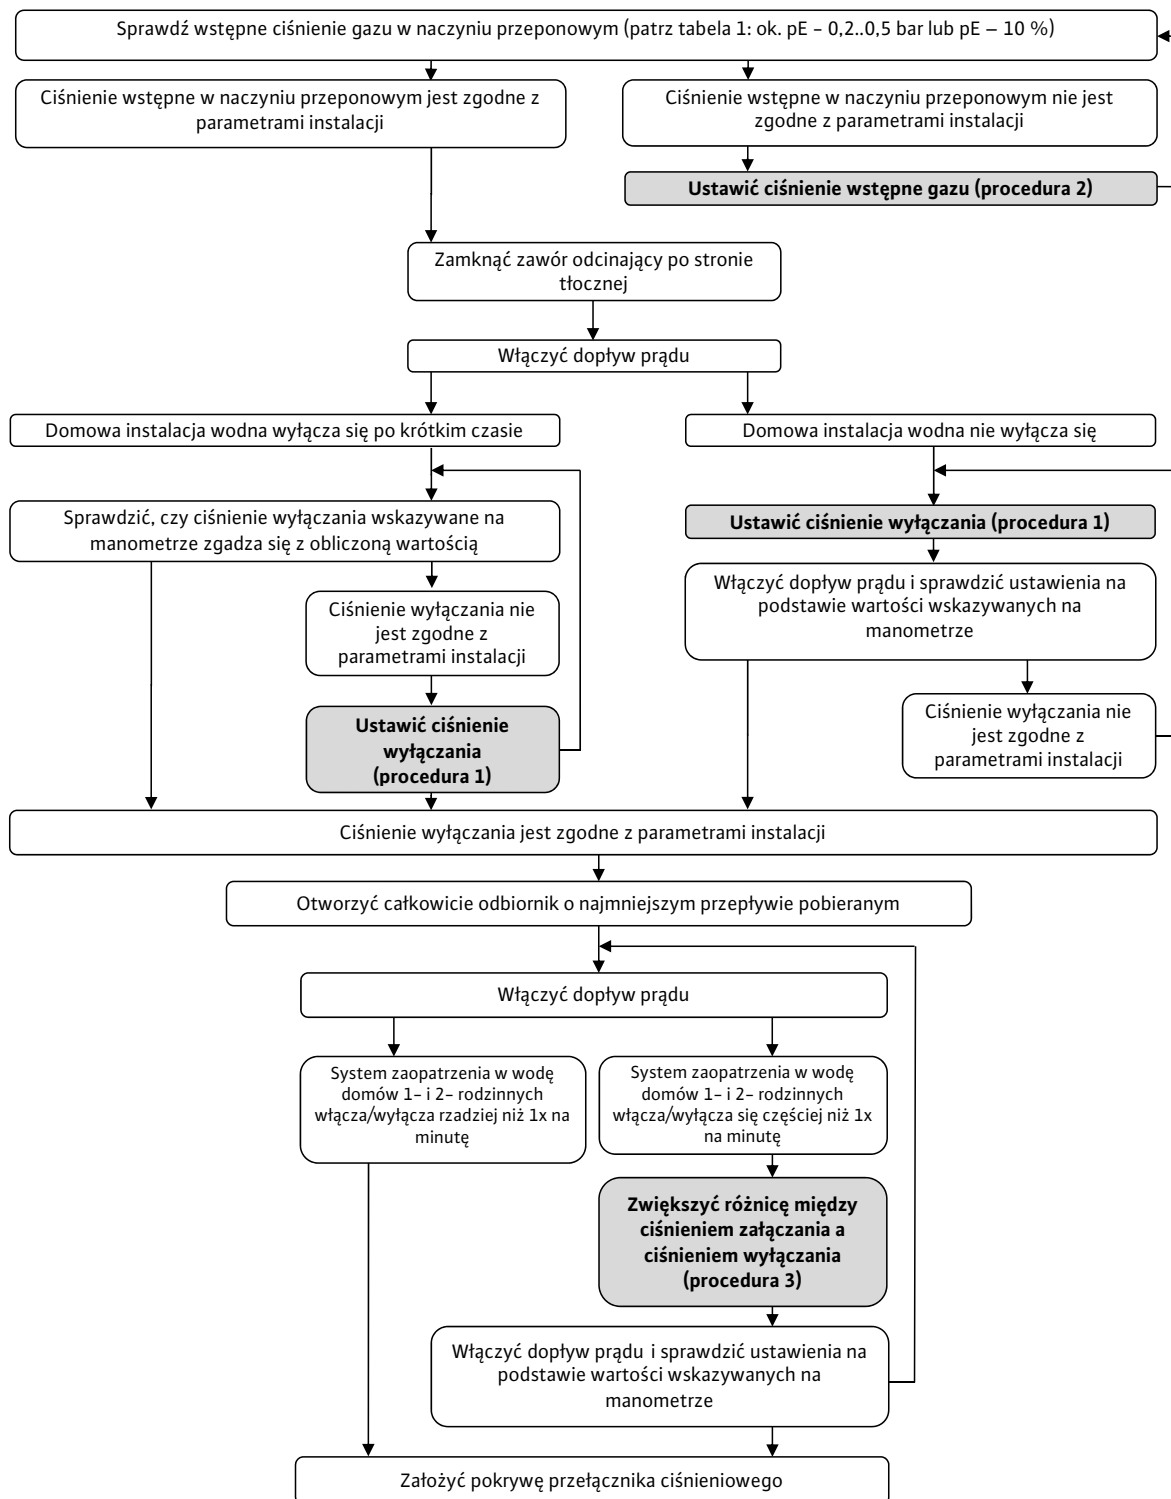 Sprawdź wstępne ciśnienie gazu w naczyniu przeponowym (patrz tabela 1: ok. pE – 0,2..0,5 bar lub pE – 10 %)
Ciśnienie wstępne w naczyniu przeponowym jest zgodne z
parametrami instalacji
Ciśnienie wstępne w naczyniu przeponowym nie jest
zgodne z parametrami instalacji
Ustawić ciśnienie wstępne gazu (procedura 2)
Zamknąć zawór odcinający po stronie
tłocznej
Włączyć dopływ prądu
Domowa instalacja wodna wyłącza się po krótkim czasie
Domowa instalacja wodna nie wyłącza się
Sprawdzić, czy ciśnienie wyłączania wskazywane na
manometrze zgadza się z obliczoną wartością
Ustawić ciśnienie wyłączania (procedura 1)
Włączyć dopływ prądu i sprawdzić ustawienia na
podstawie wartości wskazywanych na
manometrze
Ciśnienie wyłączania nie
jest zgodne z
parametrami instalacji
Ciśnienie wyłączania nie
jest zgodne z
parametrami instalacji
Ustawić ciśnienie
wyłączania
(procedura 1)
Ciśnienie wyłączania jest zgodne z parametrami instalacji
Otworzyć całkowicie odbiornik o najmniejszym przepływie pobieranym
Włączyć dopływ prądu
System zaopatrzenia w wodę
domów 1– i 2– rodzinnych
włącza/wyłącza rzadziej niż 1x na
minutę
System zaopatrzenia w wodę
domów 1– i 2– rodzinnych
włącza/wyłącza się częściej niż 1x
na minutę
Zwiększyć różnicę między
ciśnieniem załączania a
ciśnieniem wyłączania
(procedura 3)
Włączyć dopływ prądu i sprawdzić ustawienia na
podstawie wartości wskazywanych na
manometrze
Założyć pokrywę przełącznika ciśnieniowego